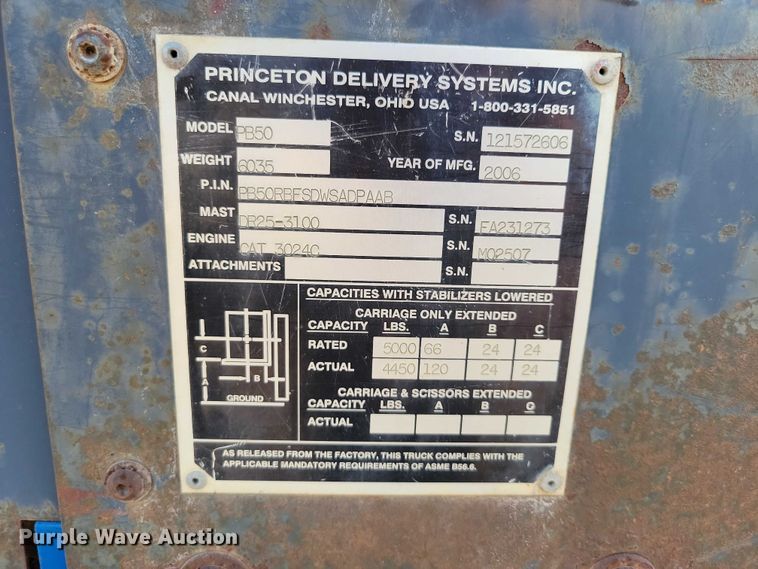 PRINCETON DELIVERY SYSTEMS INC.
CANAL WINCHESTER, OHIO USA 1-800-331-5851
MODEL PB50 S.N. 121572606
WEIGHT 6035 YEAR OF MFG. 2006
P.I.N. PB50RBFSDWSADPAAB
MAST DR25-3100 S.N. EA231273
ENGINE CAT 3024C S.N. MQ2507
ATTACHMENTS S.N.
CAPACITIES WITH STABILIZERS LOWERED
CARRIAGE ONLY EXTENDED
CAPACITY LBS. A B C
RATED 5000 66 24 24
ACTUAL 4450 120 24 24
CARRIAGE & SCISSORS EXTENDED
CAPACITY LBS. A B C
ACTUAL
C
B
A
GROUND
AS RELEASED FROM THE FACTORY, THIS TRUCK COMPLIES WITH THE
APPLICABLE MANDATORY REQUIREMENTS OF ASME B56.6.
Purple Wave Auction